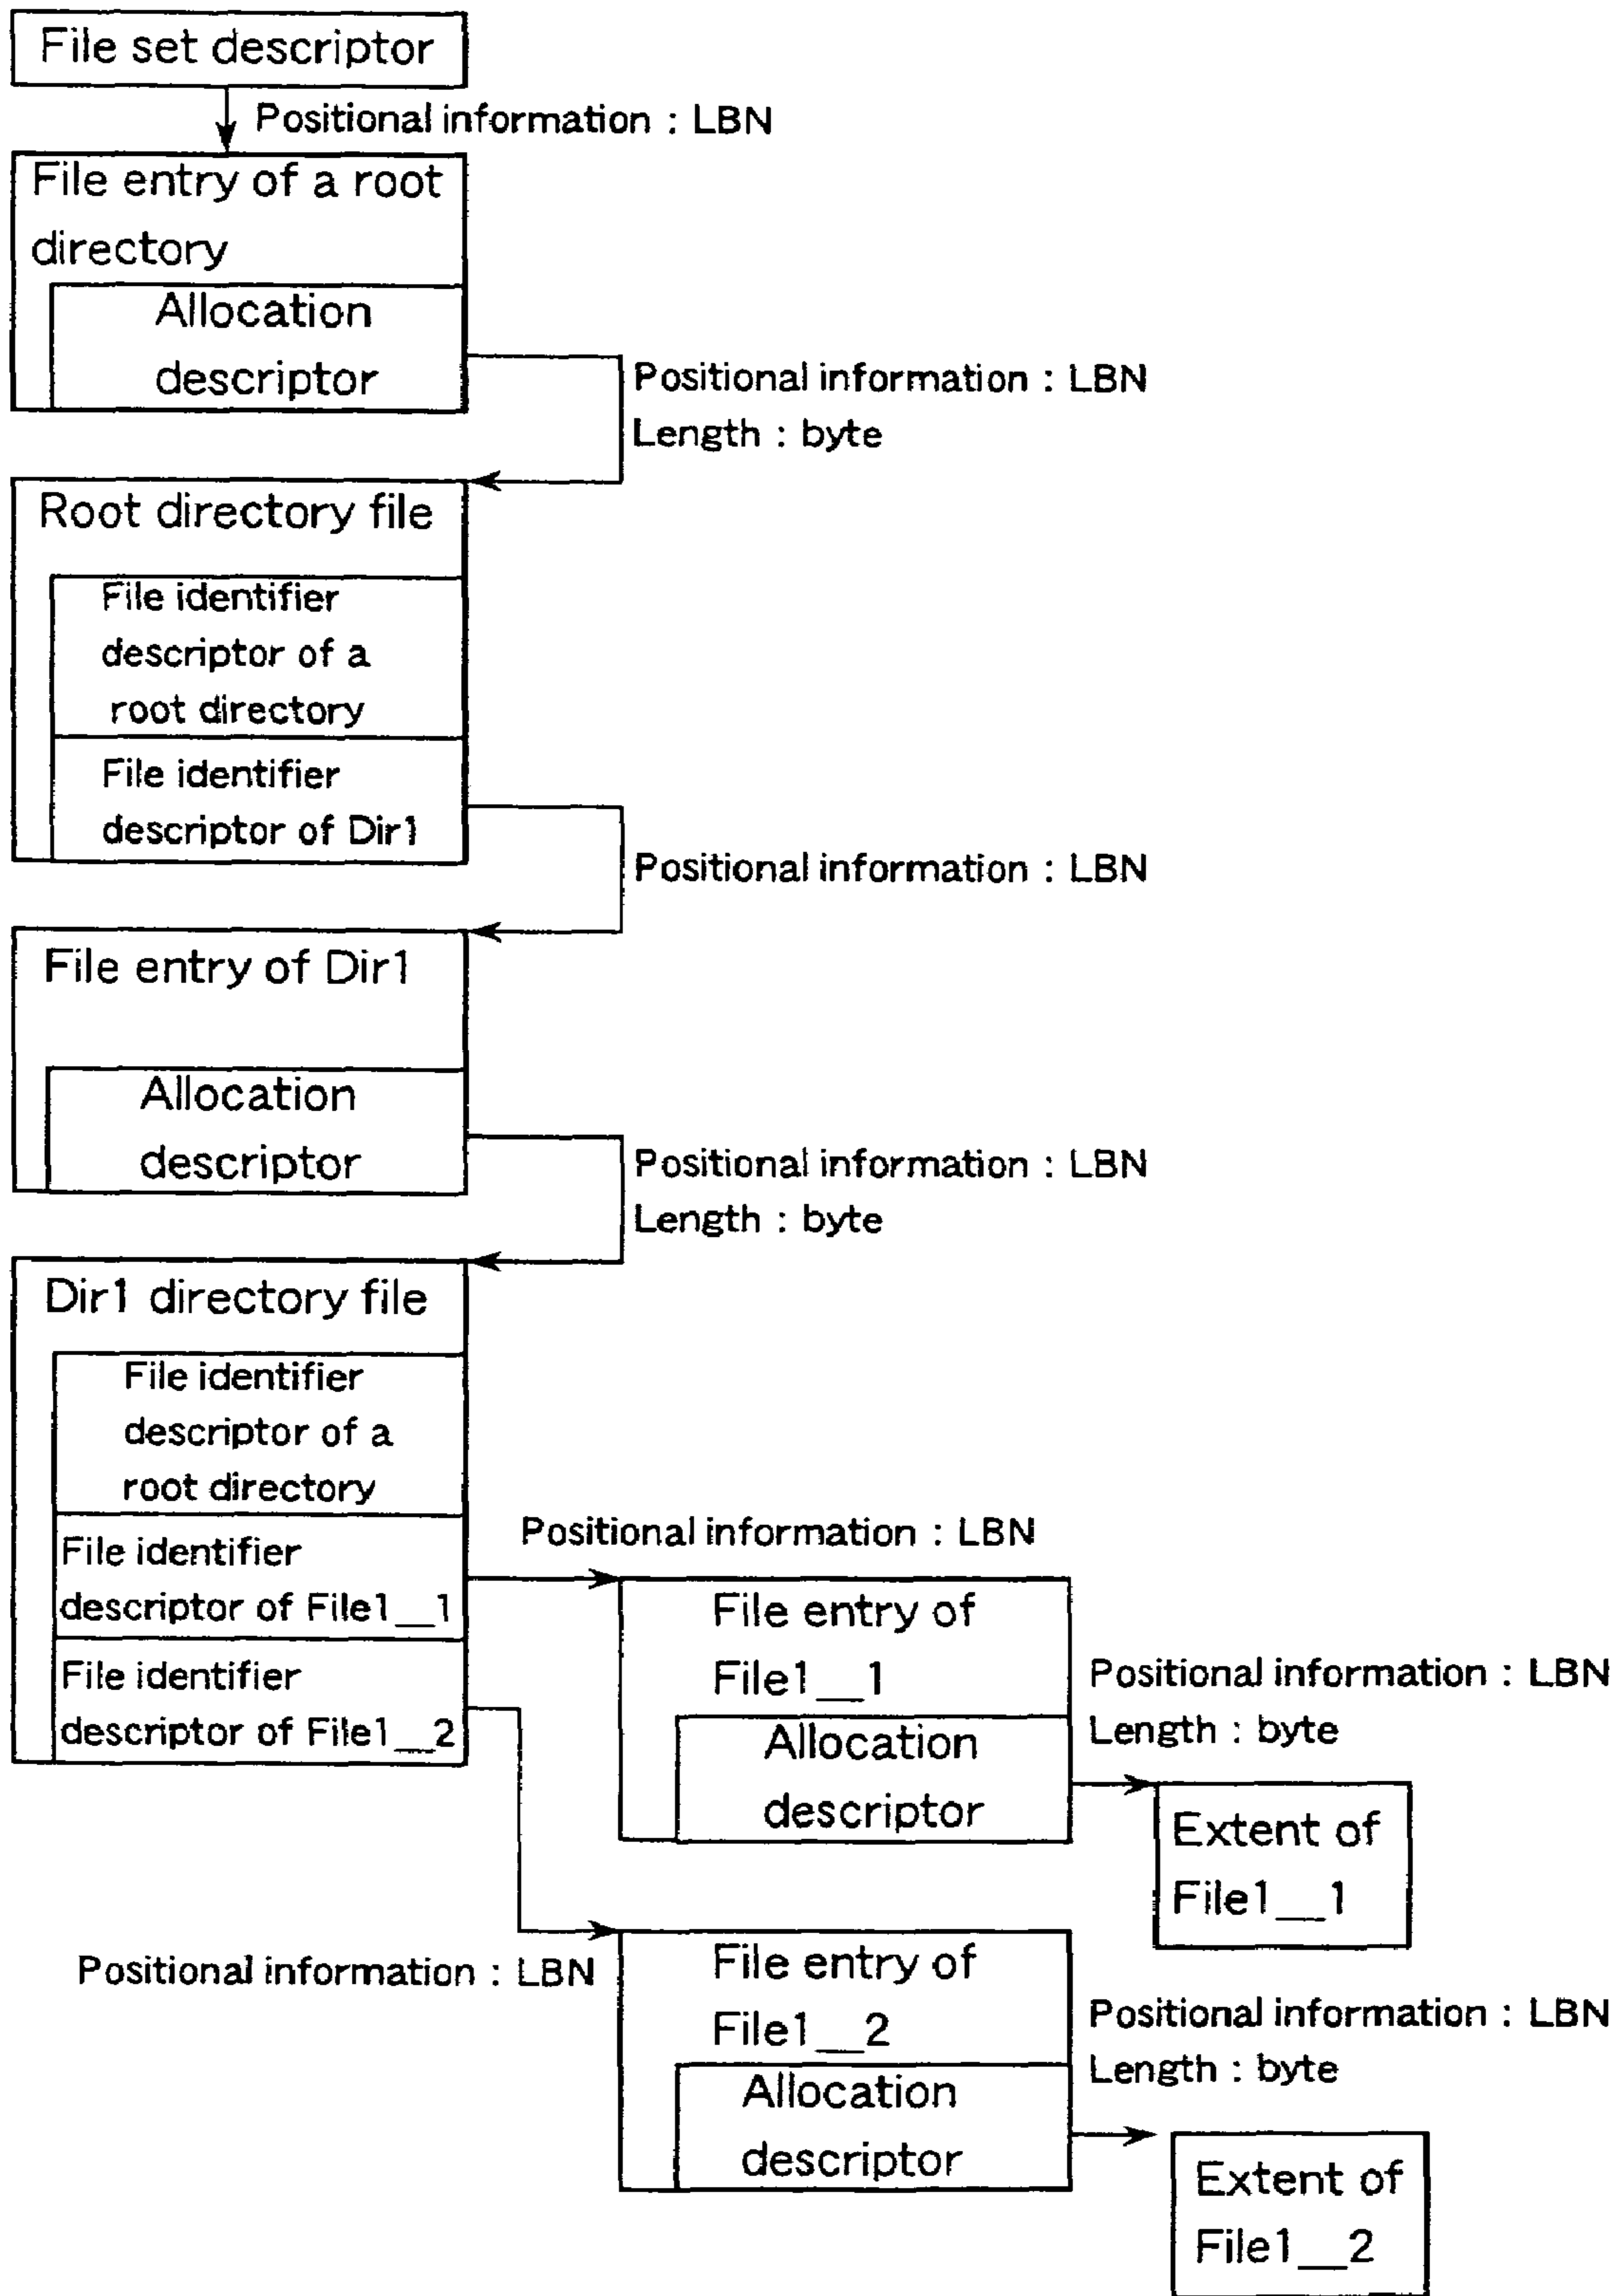 File set descriptor
Positional information : LBN
File entry of a root
directory
Allocation
descriptor
Positional information : LBN
Length : byte
Root directory file
File identifier
descriptor of a
root directory
File identifier
descriptor of Dir1
Positional information : LBN
File entry of Dir1
Allocation
descriptor
Positional information : LBN
Length : byte
Dir1 directory file
File identifier
descriptor of a
root directory
File identifier
descriptor of File1__1
File identifier
descriptor of File1__2
Positional information : LBN
File entry of
File1__1
Allocation
descriptor
Positional information : LBN
Length : byte
Extent of
File1__1
Positional information : LBN
File entry of
File1__2
Allocation
descriptor
Positional information : LBN
Length : byte
Extent of
File1__2